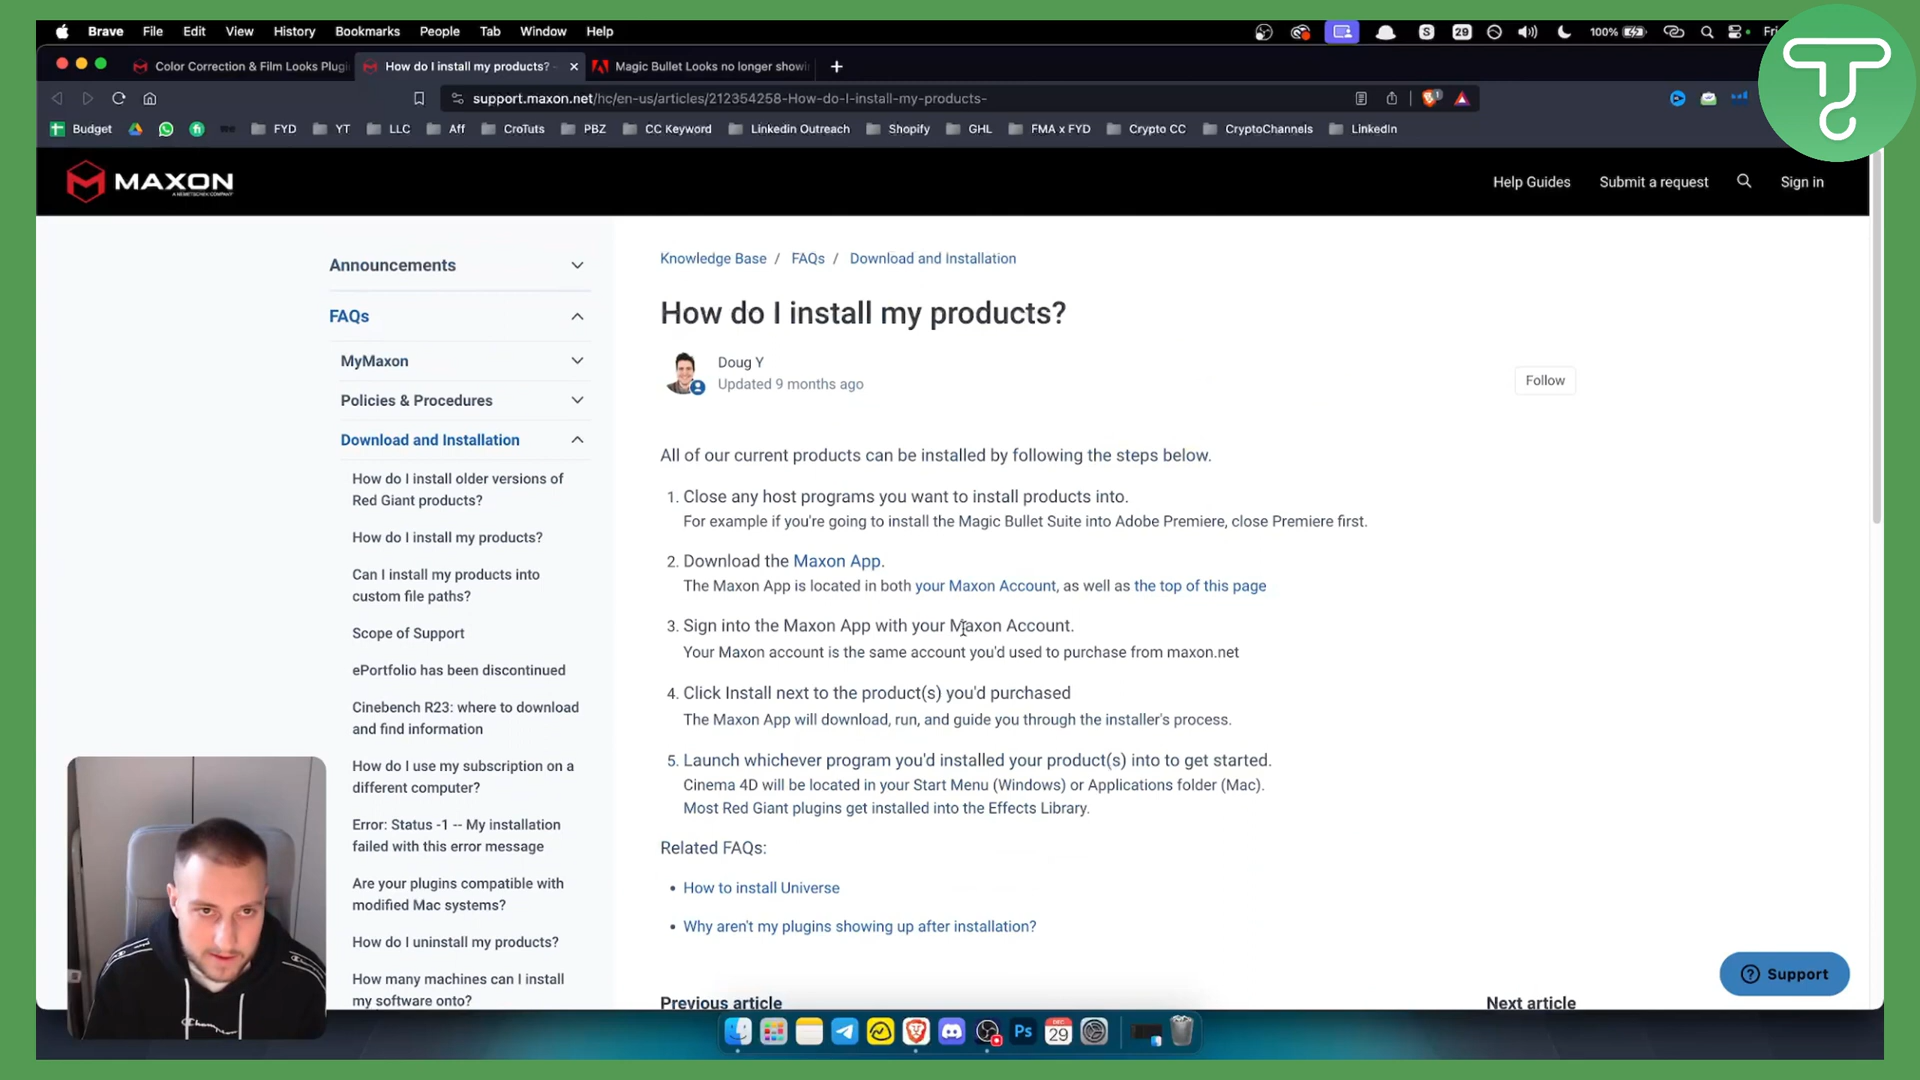 Brave File Edit View History Bookmarks People Tab Window Help S 29 100% Fri
Color Correction & Film Looks Plugi How do I install my products? Magic Bullet Looks no longer showi
support.maxon.net/hc/en-us/articles/212354258-How-do-I-install-my-products-
Budget FYD YT LLC Aff CroTuts PBZ CC Keyword Linkedin Outreach Shopify GHL FMA x FYD Crypto CC CryptoChannels LinkedIn
MAXON
A NEMETSCHEK COMPANY
Help Guides Submit a request Sign in
Announcements
FAQs
MyMaxon
Policies & Procedures
Download and Installation
How do I install older versions of
Red Giant products?
How do I install my products?
Can I install my products into
custom file paths?
Scope of Support
ePortfolio has been discontinued
Cinebench R23: where to download
and find information
How do I use my subscription on a
different computer?
Error: Status -1 -- My installation
failed with this error message
Are your plugins compatible with
modified Mac systems?
How do I uninstall my products?
How many machines can I install
my software onto?
Knowledge Base / FAQs / Download and Installation
How do I install my products?
Doug Y
Updated 9 months ago
Follow
All of our current products can be installed by following the steps below.
1. Close any host programs you want to install products into.
For example if you're going to install the Magic Bullet Suite into Adobe Premiere, close Premiere first.
2. Download the Maxon App.
The Maxon App is located in both your Maxon Account, as well as the top of this page
3. Sign into the Maxon App with your Maxon Account.
Your Maxon account is the same account you'd used to purchase from maxon.net
4. Click Install next to the product(s) you'd purchased
The Maxon App will download, run, and guide you through the installer's process.
5. Launch whichever program you'd installed your product(s) into to get started.
Cinema 4D will be located in your Start Menu (Windows) or Applications folder (Mac).
Most Red Giant plugins get installed into the Effects Library.
Related FAQs:
• How to install Universe
• Why aren't my plugins showing up after installation?
Support
Previous article Next article
Ps DEC 29
Champion